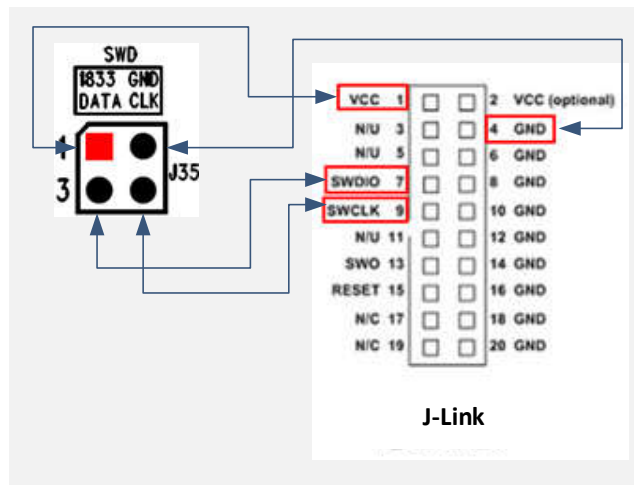 SWD
1833 GND
DATA CLK
1
3
J35
VCC 1 2 VCC (optional)
N/U 3 4 GND
N/U 5 6 GND
SWDIO 7 8 GND
SWCLK 9 10 GND
N/U 11 12 GND
SWO 13 14 GND
RESET 15 16 GND
N/C 17 18 GND
N/C 19 20 GND
J-Link